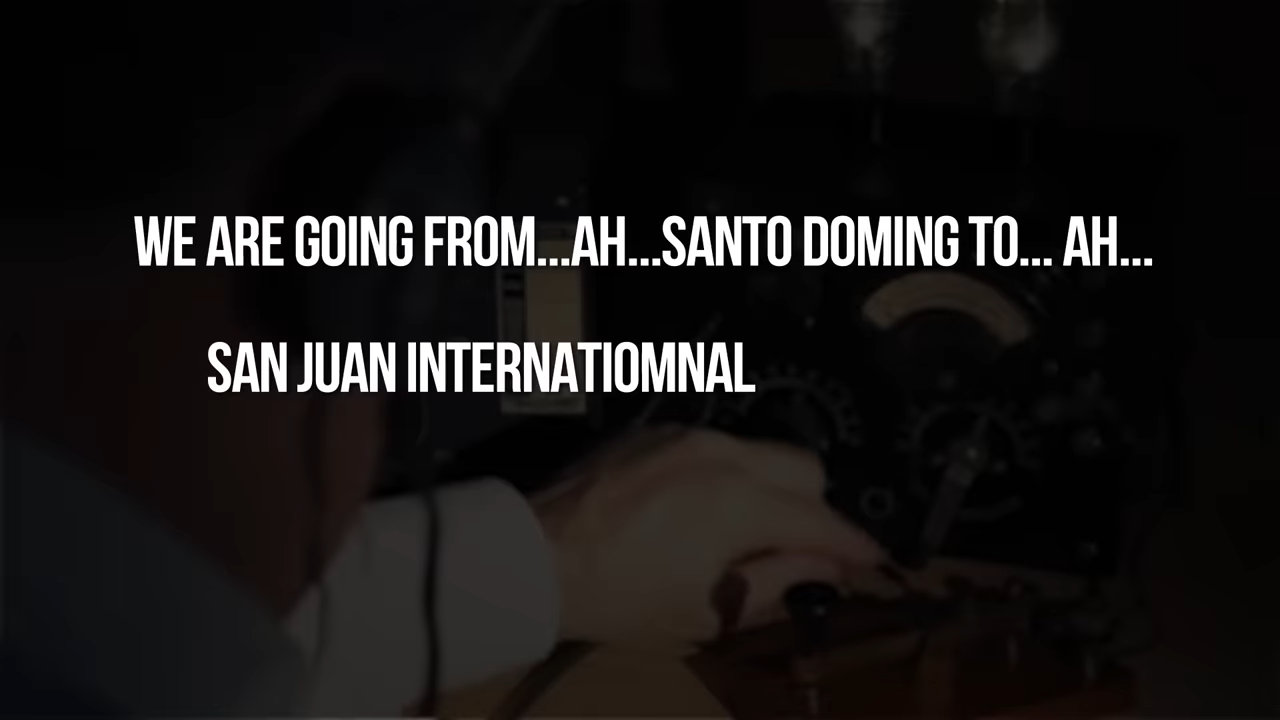 WE ARE GOING FROM...AH...SANTO DOMING TO... AH...
SAN JUAN INTERNATIOMNAL